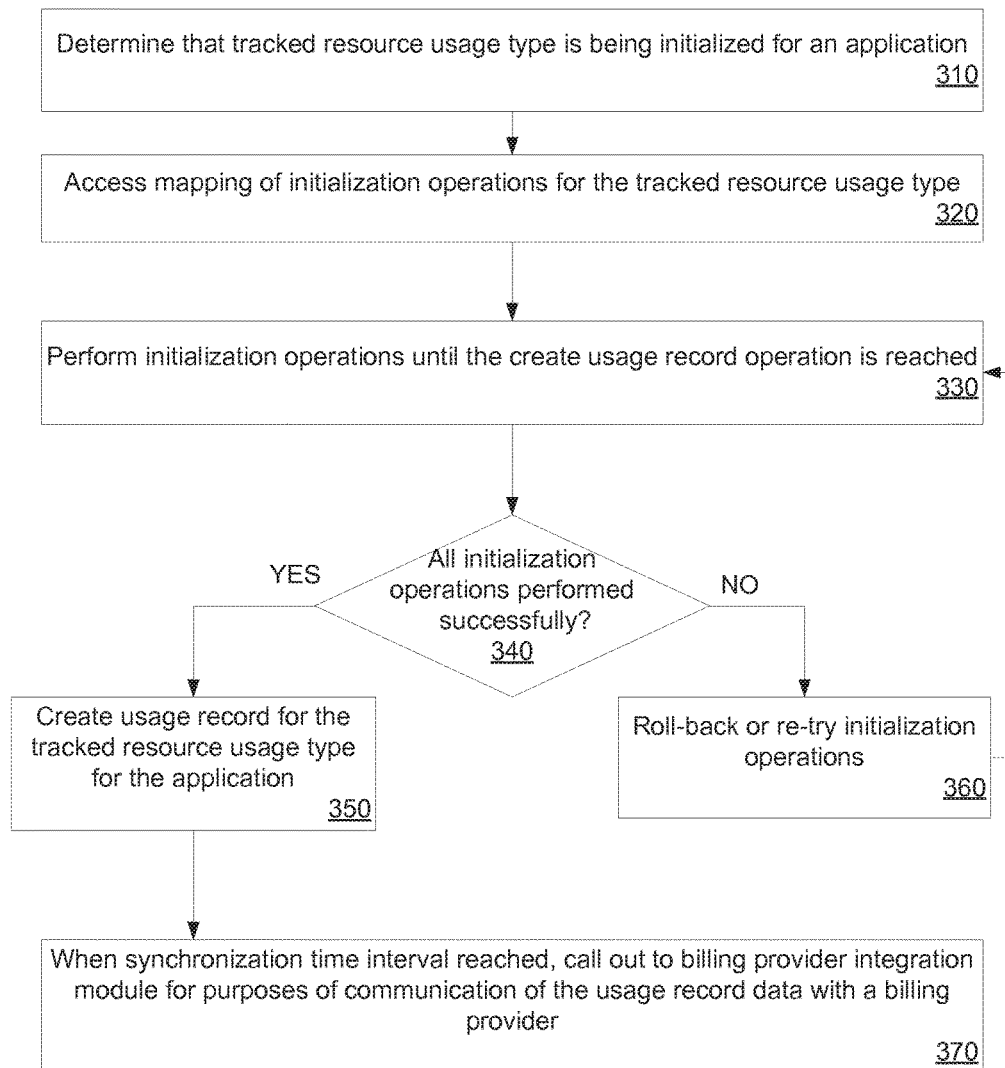 Determine that tracked resource usage type is being initialized for an application
310
Access mapping of initialization operations for the tracked resource usage type
320
Perform initialization operations until the create usage record operation is reached
330
All initialization
operations performed
successfully?
340
YES
NO
Create usage record for the
tracked resource usage type
for the application
350
Roll-back or re-try initialization
operations
360
When synchronization time interval reached, call out to billing provider integration
module for purposes of communication of the usage record data with a billing
provider
370